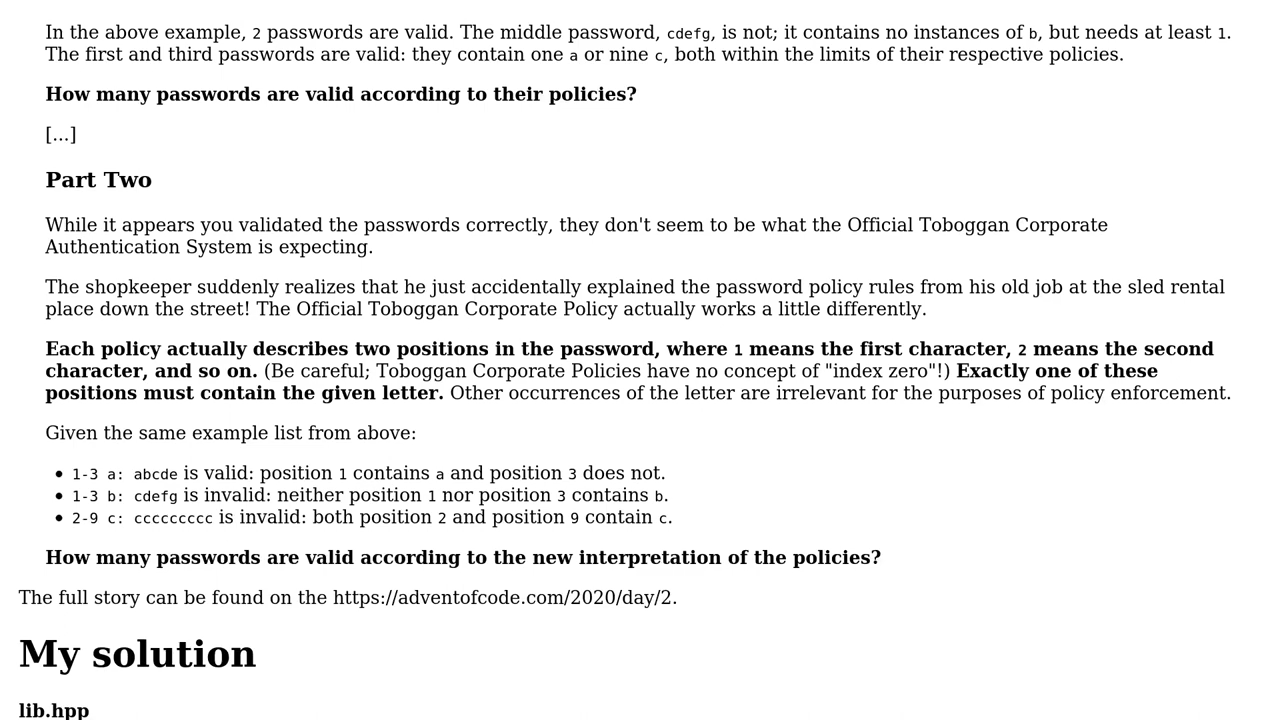 In the above example, 2 passwords are valid. The middle password, cdefg, is not; it contains no instances of b, but needs at least 1.
The first and third passwords are valid: they contain one a or nine c, both within the limits of their respective policies.
How many passwords are valid according to their policies?
[...]
Part Two
While it appears you validated the passwords correctly, they don't seem to be what the Official Toboggan Corporate
Authentication System is expecting.
The shopkeeper suddenly realizes that he just accidentally explained the password policy rules from his old job at the sled rental
place down the street! The Official Toboggan Corporate Policy actually works a little differently.
Each policy actually describes two positions in the password, where 1 means the first character, 2 means the second
character, and so on. (Be careful; Toboggan Corporate Policies have no concept of "index zero"!) Exactly one of these
positions must contain the given letter. Other occurrences of the letter are irrelevant for the purposes of policy enforcement.
Given the same example list from above:
• 1-3 a: abcde is valid: position 1 contains a and position 3 does not.
• 1-3 b: cdefg is invalid: neither position 1 nor position 3 contains b.
• 2-9 c: ccccccccc is invalid: both position 2 and position 9 contain c.
How many passwords are valid according to the new interpretation of the policies?
The full story can be found on the https://adventofcode.com/2020/day/2.
My solution
lib.hpp